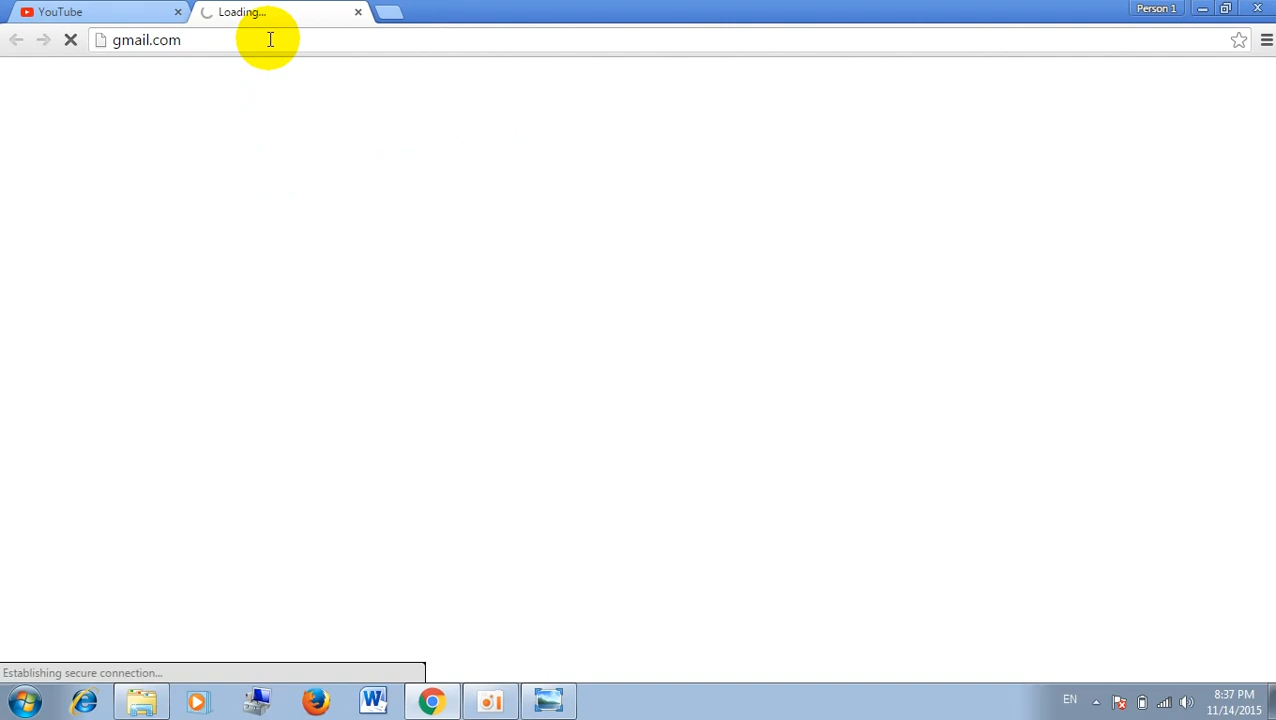 YouTube
Loading...
Person 1
gmail.com
Establishing secure connection...
EN
8:37 PM
11/14/2015